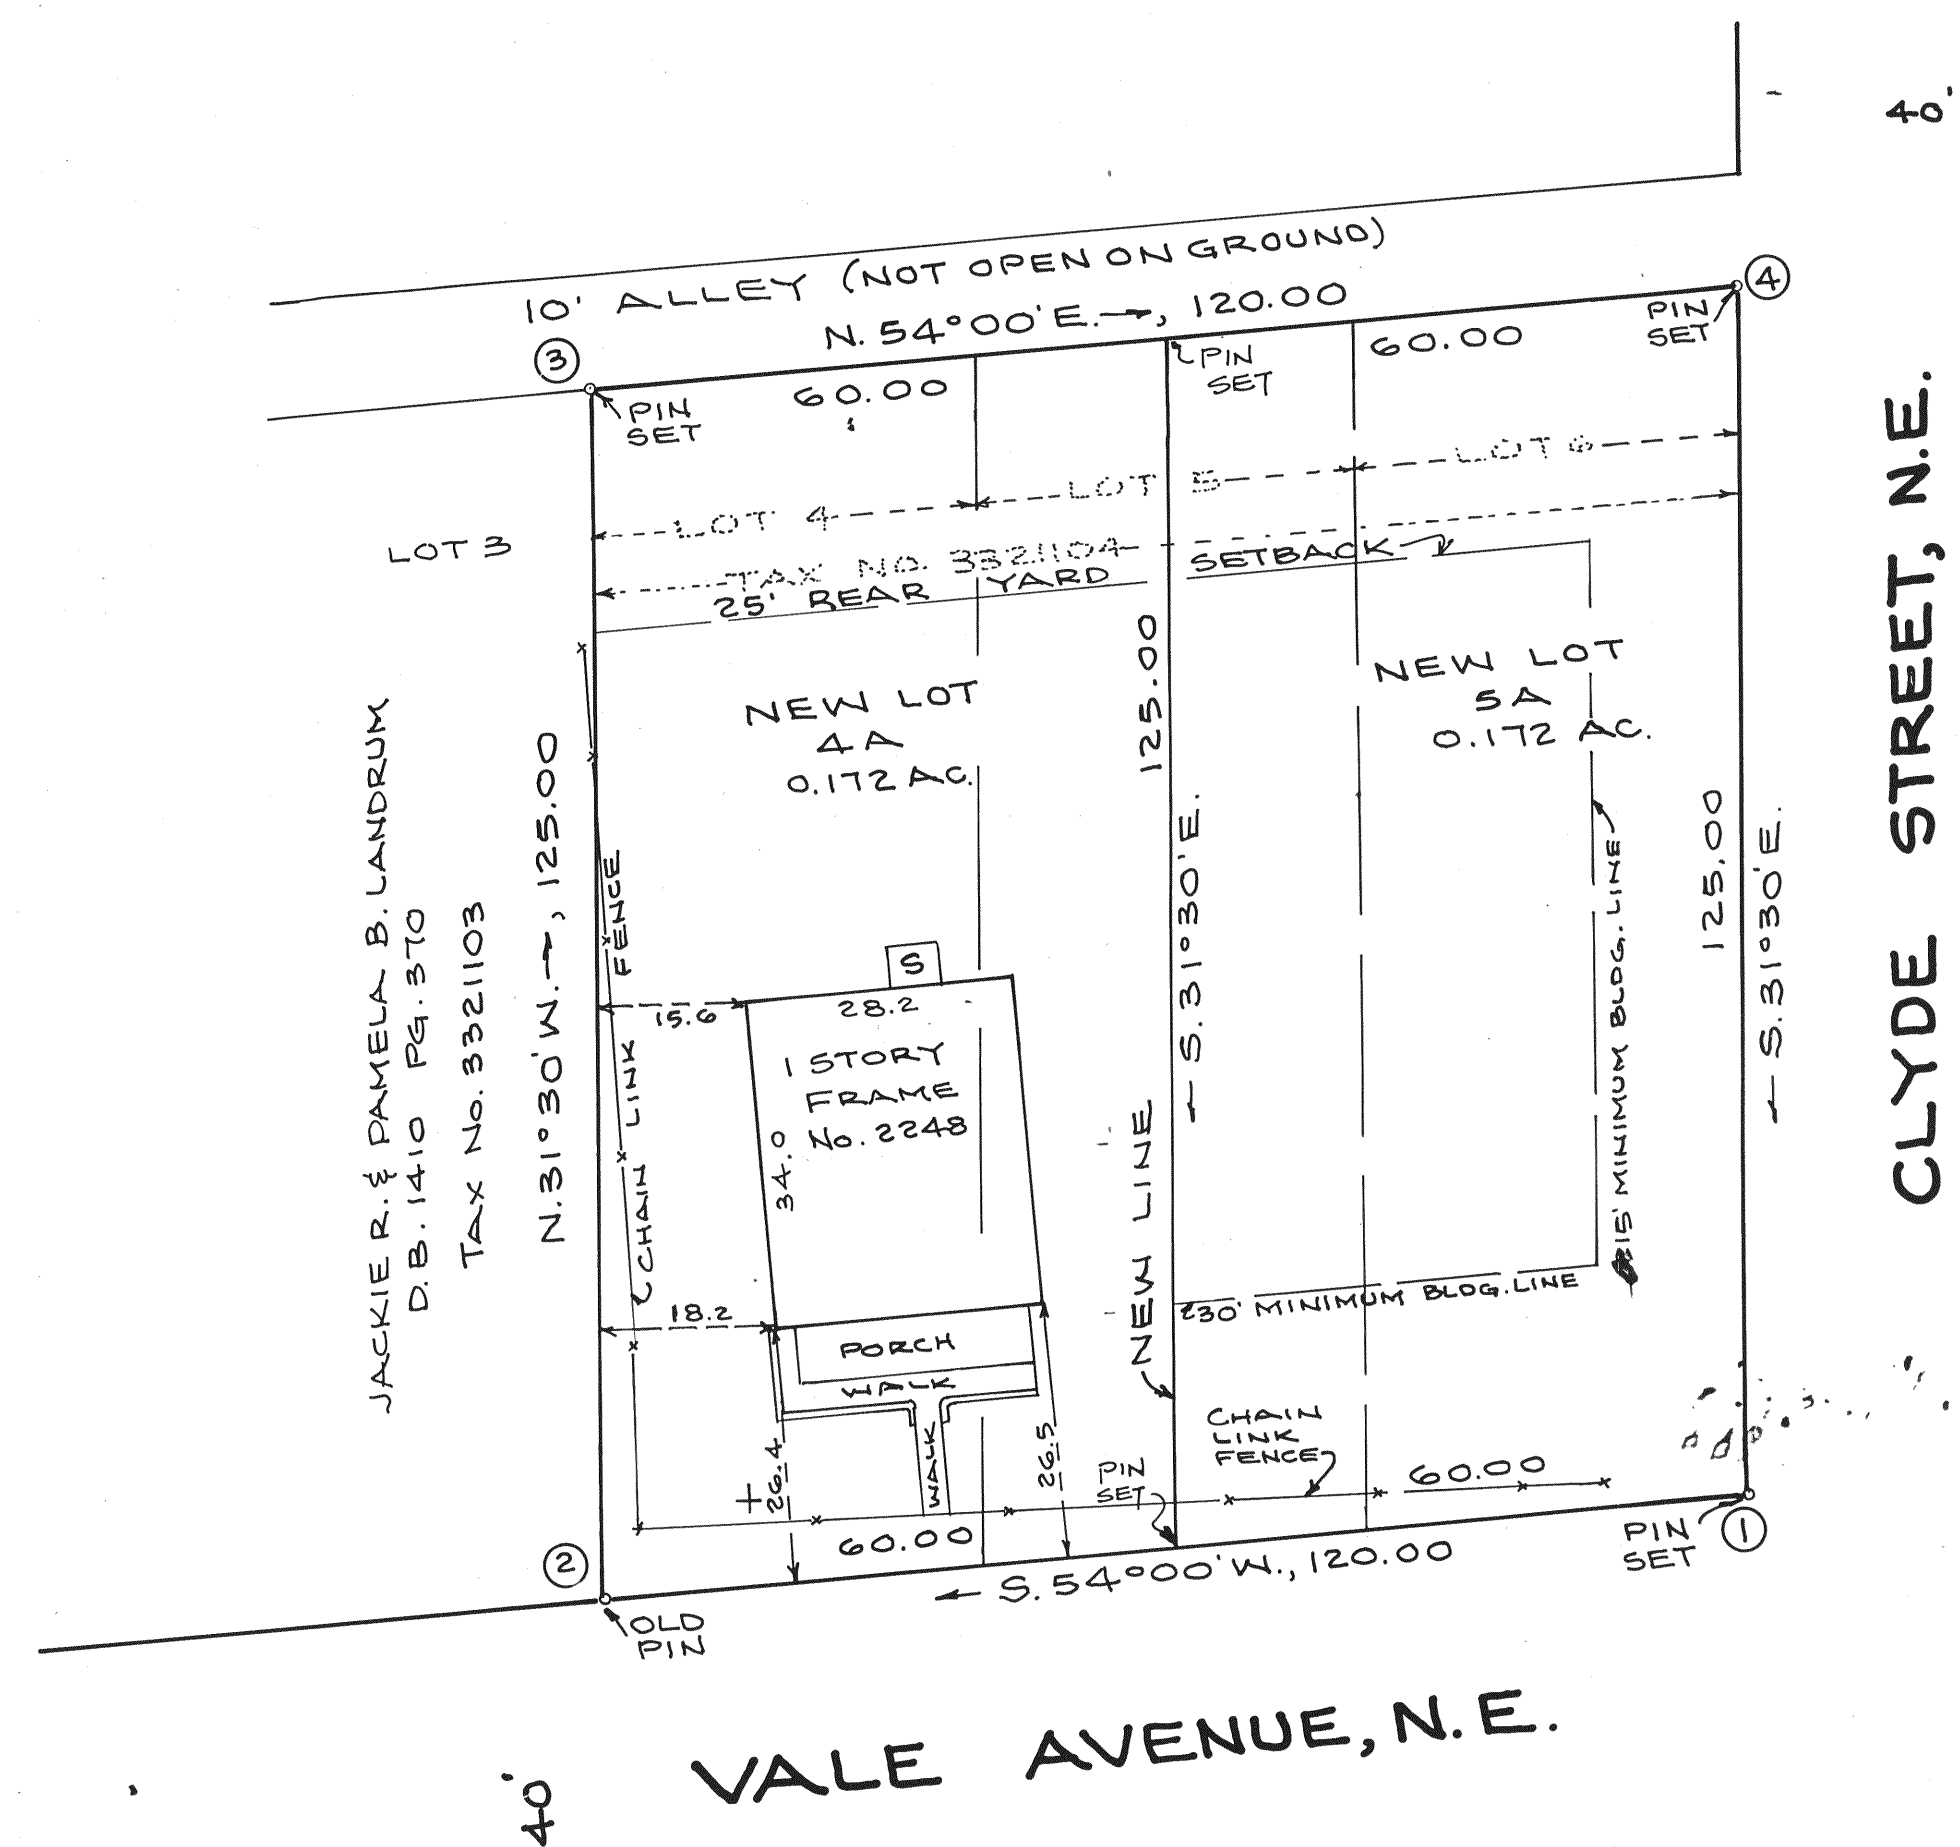 40'
10' ALLEY (NOT OPEN ON GROUND)
N. 54°00' E. →, 120.00
4
PIN
SET
3
PIN
SET
60.00
PIN
SET
60.00
LOT 3
LOT 4
LOT 5
LOT 6
TAX NO. 3321104
25' REAR YARD SETBACK
NEW LOT
4A
0.172 AC.
NEW LOT
5A
0.172 AC.
JACKIE R. & PAMELA B. LANDRUM
D.B. 1410 PG. 370
TAX NO. 3321103
N. 31°30' W. →, 125.00
CHAIN LINK FENCE
125.00
← S. 31°30' E.
NEW LINE
15' MINIMUM BLDG. LINE
125.00
← S. 31°30' E.
CLYDE STREET, N.E.
S
15.6
28.2
1 STORY
FRAME
No. 2248
34.0
18.2
PORCH
WALK
WALK
26.4
26.5
30' MINIMUM BLDG. LINE
CHAIN
LINK
FENCE
PIN
SET
60.00
60.00
← S. 54°00' W., 120.00
PIN
SET
1
2
OLD
PIN
VALE AVENUE, N.E.
40'